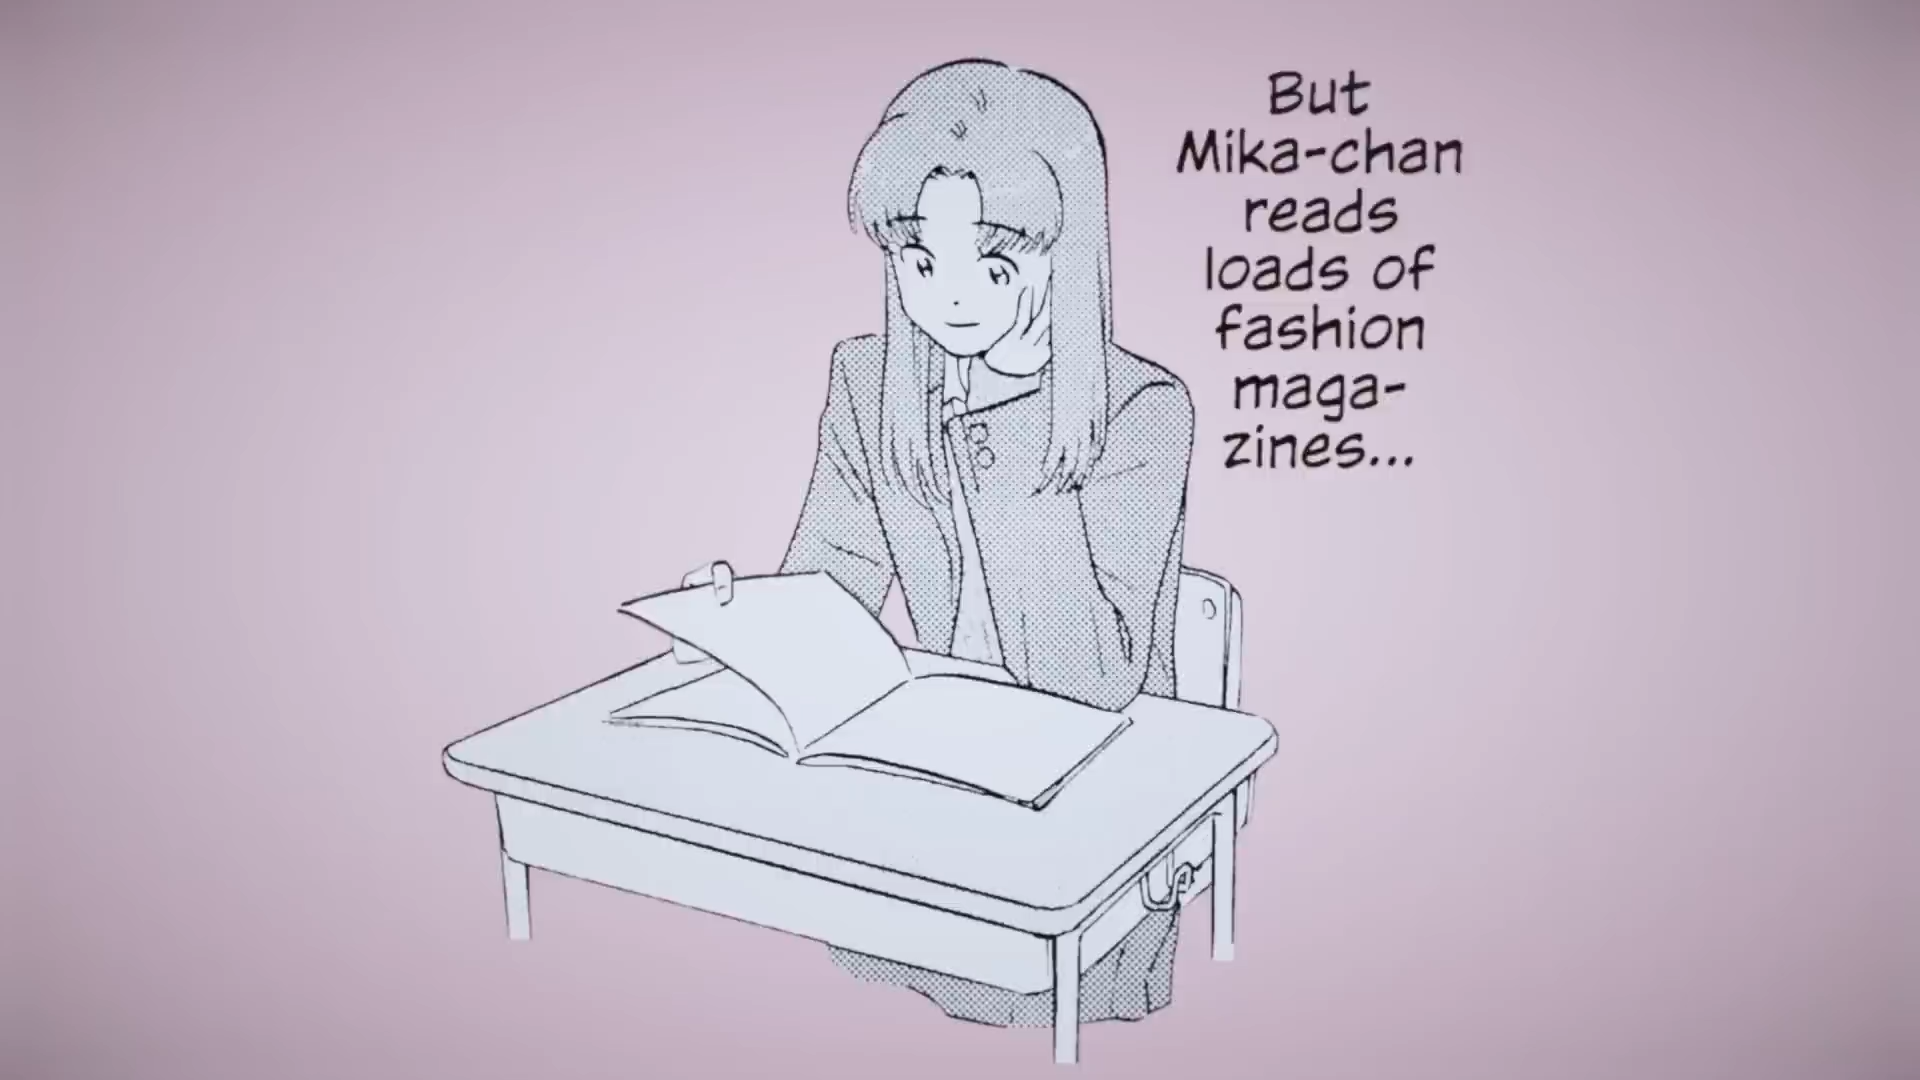 But
Mika-chan
reads
loads of
fashion
maga-
zines...